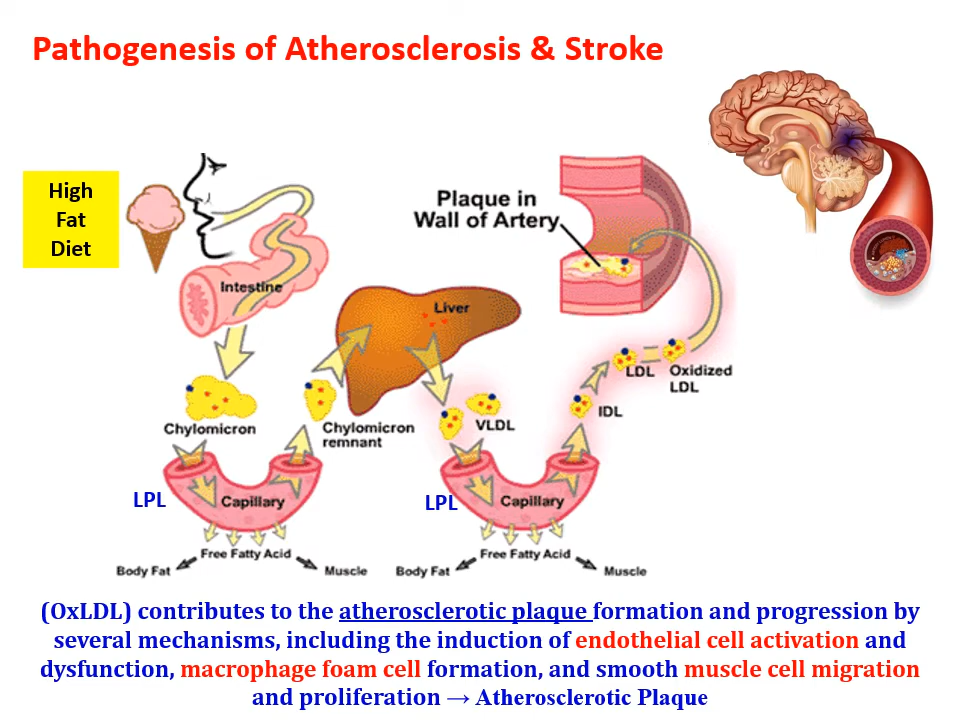 Pathogenesis of Atherosclerosis & Stroke
High
Fat
Diet
Plaque in
Wall of Artery
Intestine
Liver
LDL
Oxidized
LDL
IDL
Chylomicron
Chylomicron
remnant
VLDL
LPL
Capillary
LPL
Capillary
Free Fatty Acid
Body Fat
Muscle
Free Fatty Acid
Body Fat
Muscle
(OxLDL) contributes to the atherosclerotic plaque formation and progression by
several mechanisms, including the induction of endothelial cell activation and
dysfunction, macrophage foam cell formation, and smooth muscle cell migration
and proliferation → Atherosclerotic Plaque